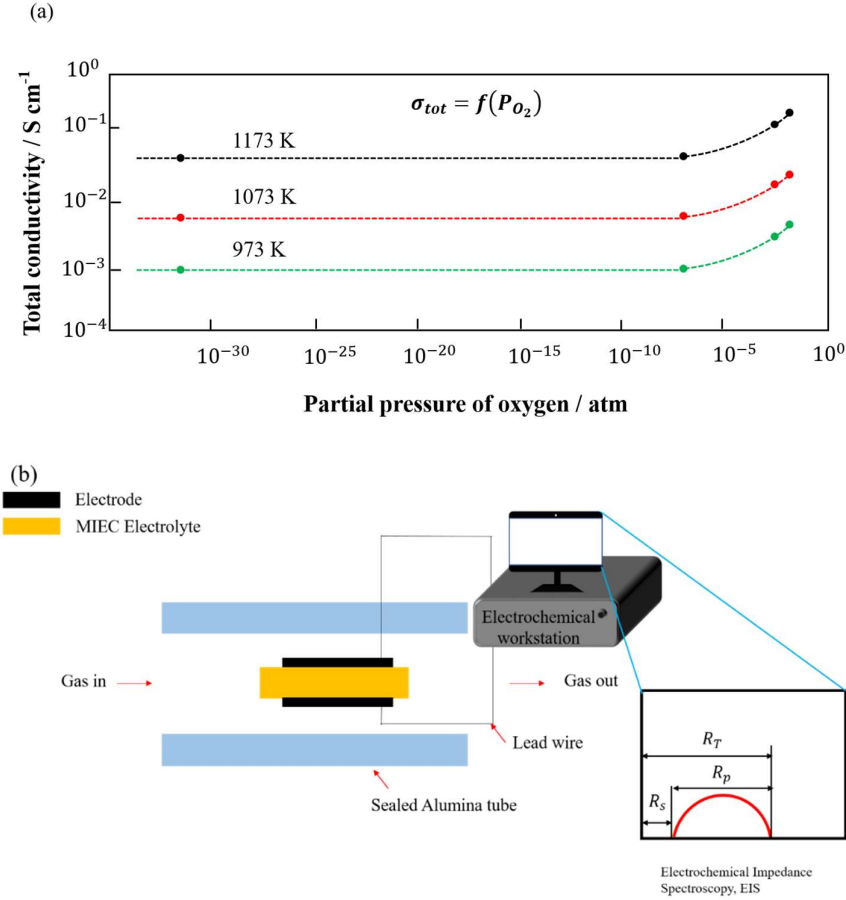 (a)
σ_tot = f(P_O₂)
1173 K
1073 K
973 K
10⁰
10⁻¹
10⁻²
10⁻³
10⁻⁴
Total conductivity / S cm⁻¹
10⁻³⁰ 10⁻²⁵ 10⁻²⁰ 10⁻¹⁵ 10⁻¹⁰ 10⁻⁵ 10⁰
Partial pressure of oxygen / atm
(b)
Electrode
MIEC Electrolyte
Electrochemical
workstation
Gas in
Gas out
Lead wire
Sealed Alumina tube
R_T
R_p
R_s
Electrochemical Impedance
Spectroscopy, EIS